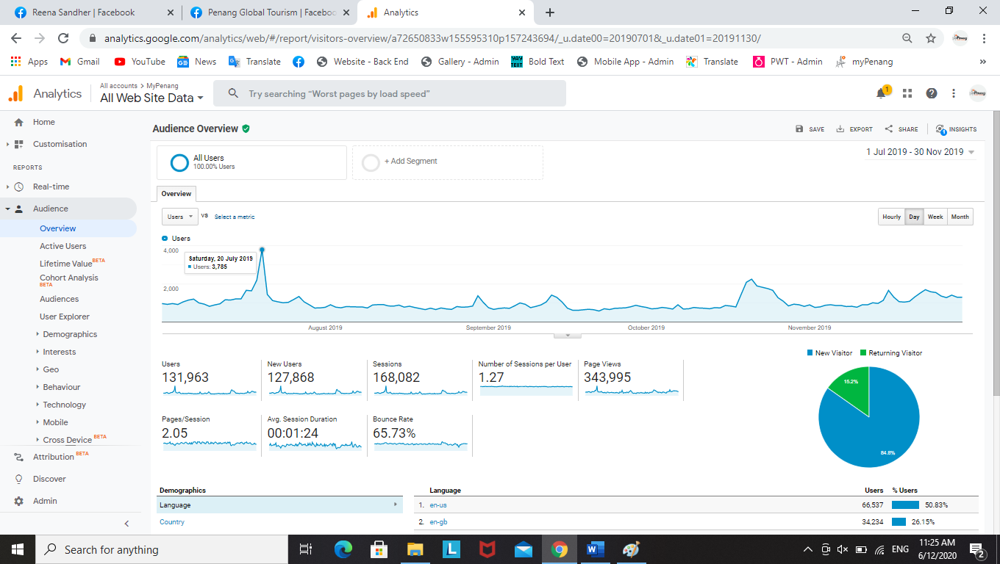 Reena Sandher | Facebook
Penang Global Tourism | Faceboo
Analytics
analytics.google.com/analytics/web/#/report/visitors-overview/a72650833w155595310p157243694/_u.date00=20190701&_u.date01=20191130/
Apps Gmail YouTube News Translate Website - Back End Gallery - Admin Bold Text Mobile App - Admin Translate PWT - Admin myPenang »
Analytics
All accounts > MyPenang
All Web Site Data
Try searching “Worst pages by load speed”
1
Home
Customisation
REPORTS
Real-time
Audience
Overview
Active Users
Lifetime Value BETA
Cohort Analysis
BETA
Audiences
User Explorer
Demographics
Interests
Geo
Behaviour
Technology
Mobile
Cross Device BETA
Attribution BETA
Discover
Admin
Audience Overview
SAVE EXPORT SHARE INSIGHTS
All Users
100.00% Users
+ Add Segment
1 Jul 2019 - 30 Nov 2019
Overview
Users VS Select a metric
Hourly Day Week Month
Users
4,000
2,000
Saturday, 20 July 2019
Users: 3,785
August 2019 September 2019 October 2019 November 2019
Users
131,963
New Users
127,868
Sessions
168,082
Number of Sessions per User
1.27
Page Views
343,995
Pages/Session
2.05
Avg. Session Duration
00:01:24
Bounce Rate
65.73%
New Visitor Returning Visitor
15.2%
84.8%
Demographics
Language
Country
Language Users % Users
1. en-us 66,537 50.83%
2. en-gb 34,234 26.15%
Search for anything
ENG
11:25 AM
6/12/2020
2